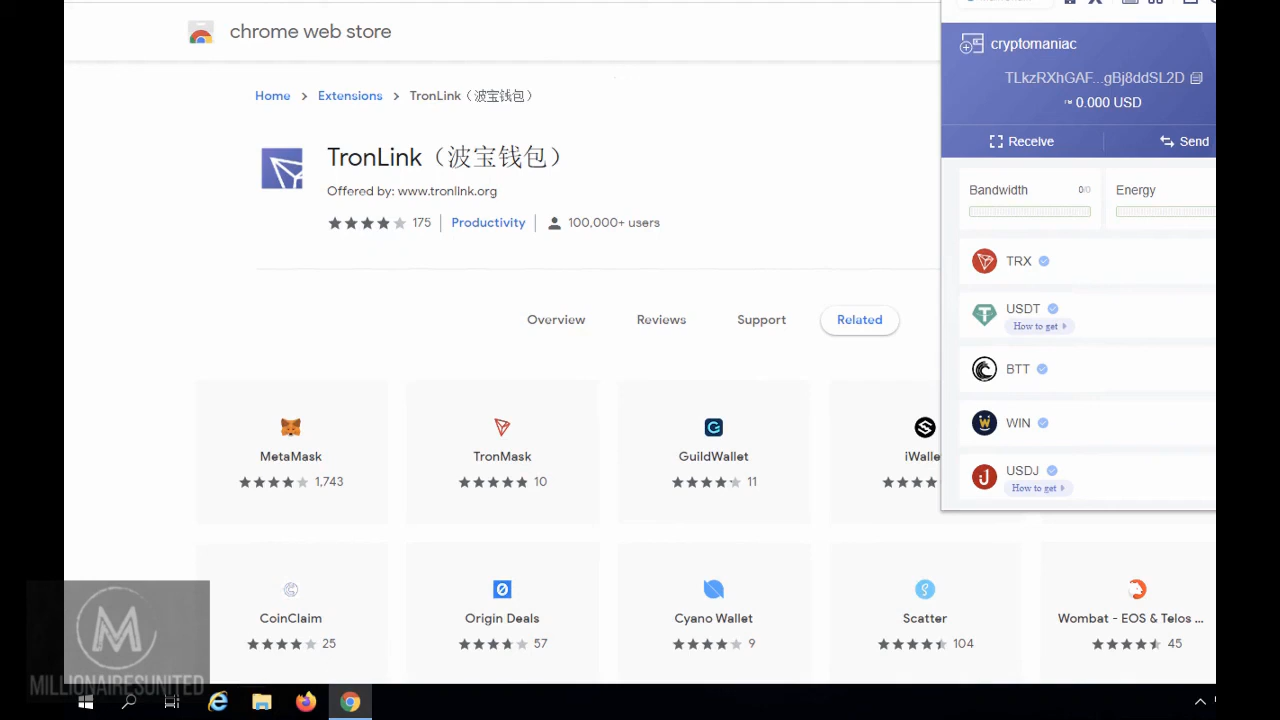 chrome web store
Home > Extensions > TronLink（波宝钱包）
TronLink（波宝钱包）
Offered by: www.tronlink.org
175
Productivity
100,000+ users
Overview
Reviews
Support
Related
MetaMask
1,743
TronMask
10
GuildWallet
11
iWalle
CoinClaim
25
Origin Deals
57
Cyano Wallet
9
Scatter
104
Wombat - EOS & Telos ...
45
cryptomaniac
TLkzRXhGAF...gBj8ddSL2D
≈ 0.000 USD
Receive
Send
Bandwidth
0/0
Energy
TRX
USDT
How to get
BTT
WIN
USDJ
How to get
M
MILLIONAIRESUNITED